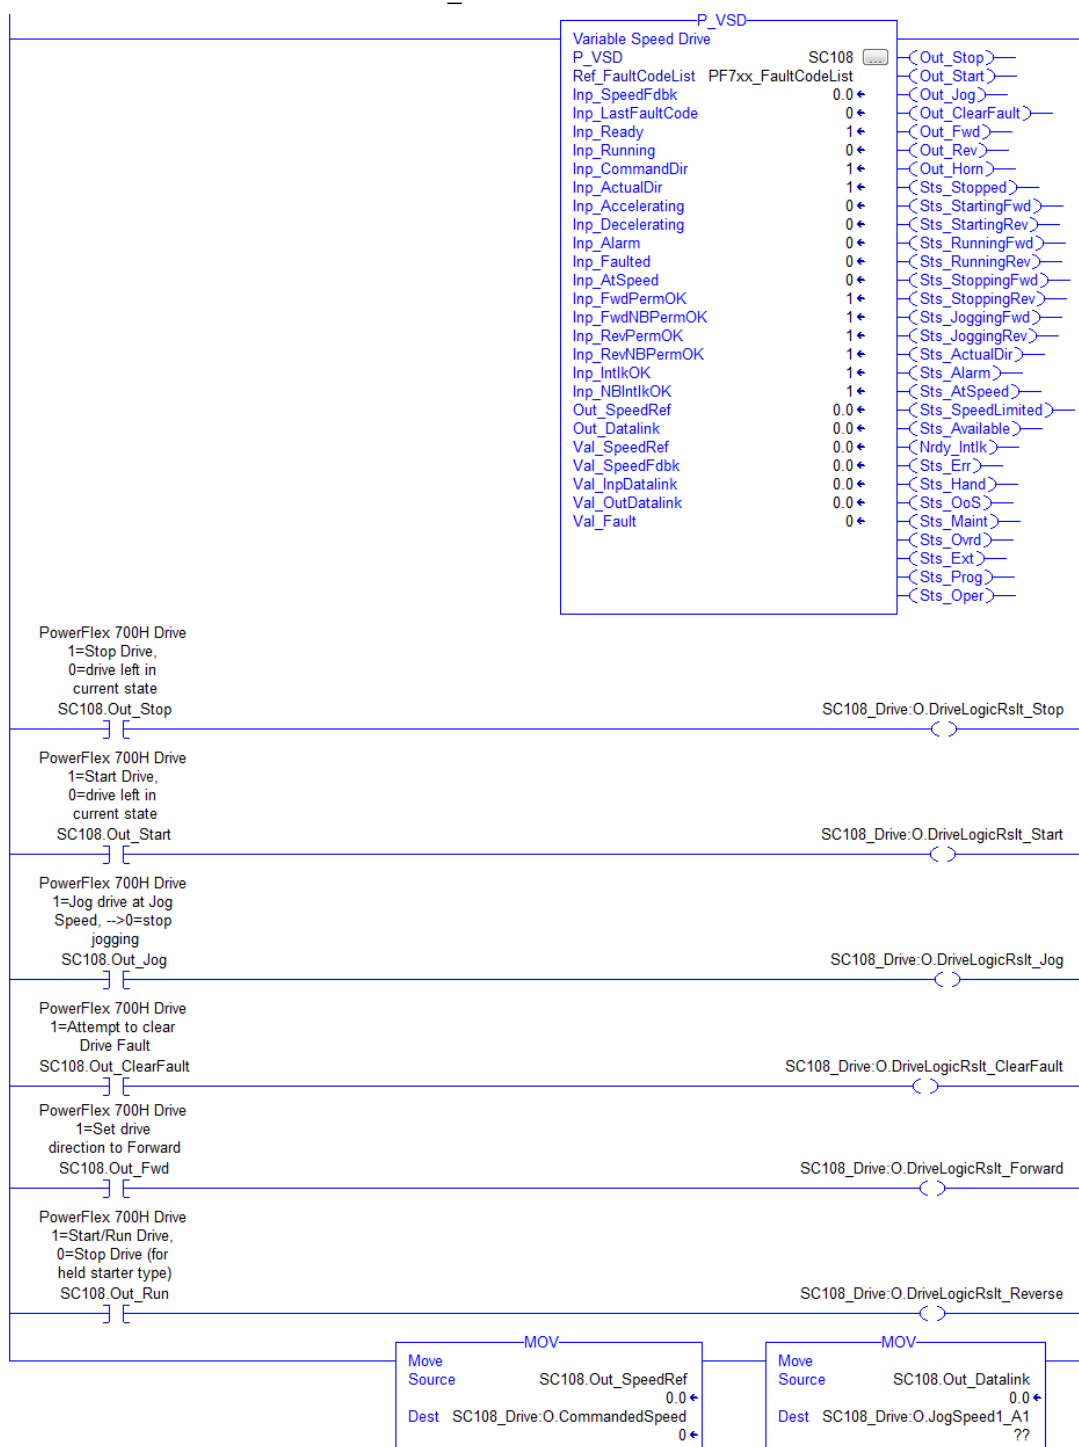 P_VSD
Variable Speed Drive
P_VSD SC108 ...
Ref_FaultCodeList PF7xx_FaultCodeList
Inp_SpeedFdbk 0.0
Inp_LastFaultCode 0
Inp_Ready 1
Inp_Running 0
Inp_CommandDir 1
Inp_ActualDir 1
Inp_Accelerating 0
Inp_Decelerating 0
Inp_Alarm 0
Inp_Faulted 0
Inp_AtSpeed 0
Inp_FwdPermOK 1
Inp_FwdNBPermOK 1
Inp_RevPermOK 1
Inp_RevNBPermOK 1
Inp_IntlkOK 1
Inp_NBIntlkOK 1
Out_SpeedRef 0.0
Out_Datalink 0.0
Val_SpeedRef 0.0
Val_SpeedFdbk 0.0
Val_InpDatalink 0.0
Val_OutDatalink 0.0
Val_Fault 0
Out_Stop
Out_Start
Out_Jog
Out_ClearFault
Out_Fwd
Out_Rev
Out_Horn
Sts_Stopped
Sts_StartingFwd
Sts_StartingRev
Sts_RunningFwd
Sts_RunningRev
Sts_StoppingFwd
Sts_StoppingRev
Sts_JoggingFwd
Sts_JoggingRev
Sts_ActualDir
Sts_Alarm
Sts_AtSpeed
Sts_SpeedLimited
Sts_Available
Nrdy_Intlk
Sts_Err
Sts_Hand
Sts_OoS
Sts_Maint
Sts_Ovrd
Sts_Ext
Sts_Prog
Sts_Oper
PowerFlex 700H Drive
1=Stop Drive,
0=drive left in
current state
SC108.Out_Stop
SC108_Drive:O.DriveLogicRslt_Stop
PowerFlex 700H Drive
1=Start Drive,
0=drive left in
current state
SC108.Out_Start
SC108_Drive:O.DriveLogicRslt_Start
PowerFlex 700H Drive
1=Jog drive at Jog
Speed, -->0=stop
jogging
SC108.Out_Jog
SC108_Drive:O.DriveLogicRslt_Jog
PowerFlex 700H Drive
1=Attempt to clear
Drive Fault
SC108.Out_ClearFault
SC108_Drive:O.DriveLogicRslt_ClearFault
PowerFlex 700H Drive
1=Set drive
direction to Forward
SC108.Out_Fwd
SC108_Drive:O.DriveLogicRslt_Forward
PowerFlex 700H Drive
1=Start/Run Drive,
0=Stop Drive (for
held starter type)
SC108.Out_Run
SC108_Drive:O.DriveLogicRslt_Reverse
MOV
Move
Source SC108.Out_SpeedRef
0.0
Dest SC108_Drive:O.CommandedSpeed
0
MOV
Move
Source SC108.Out_Datalink
0.0
Dest SC108_Drive:O.JogSpeed1_A1
??